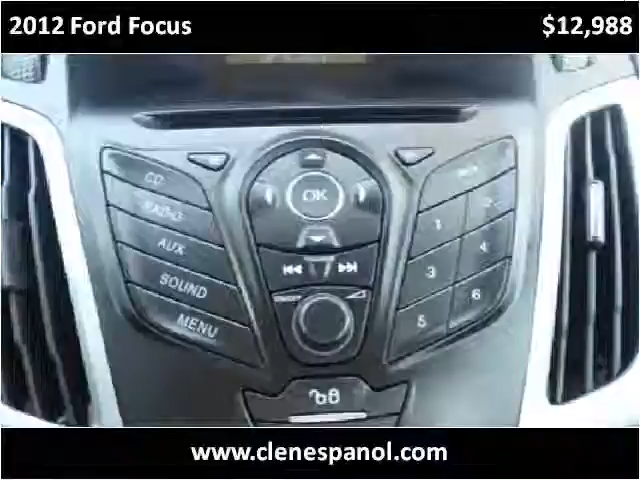 2012 Ford Focus
$12,988
CD
RADIO
AUX
SOUND
MENU
OK
1
2
3
4
5
6
www.clenespanol.com